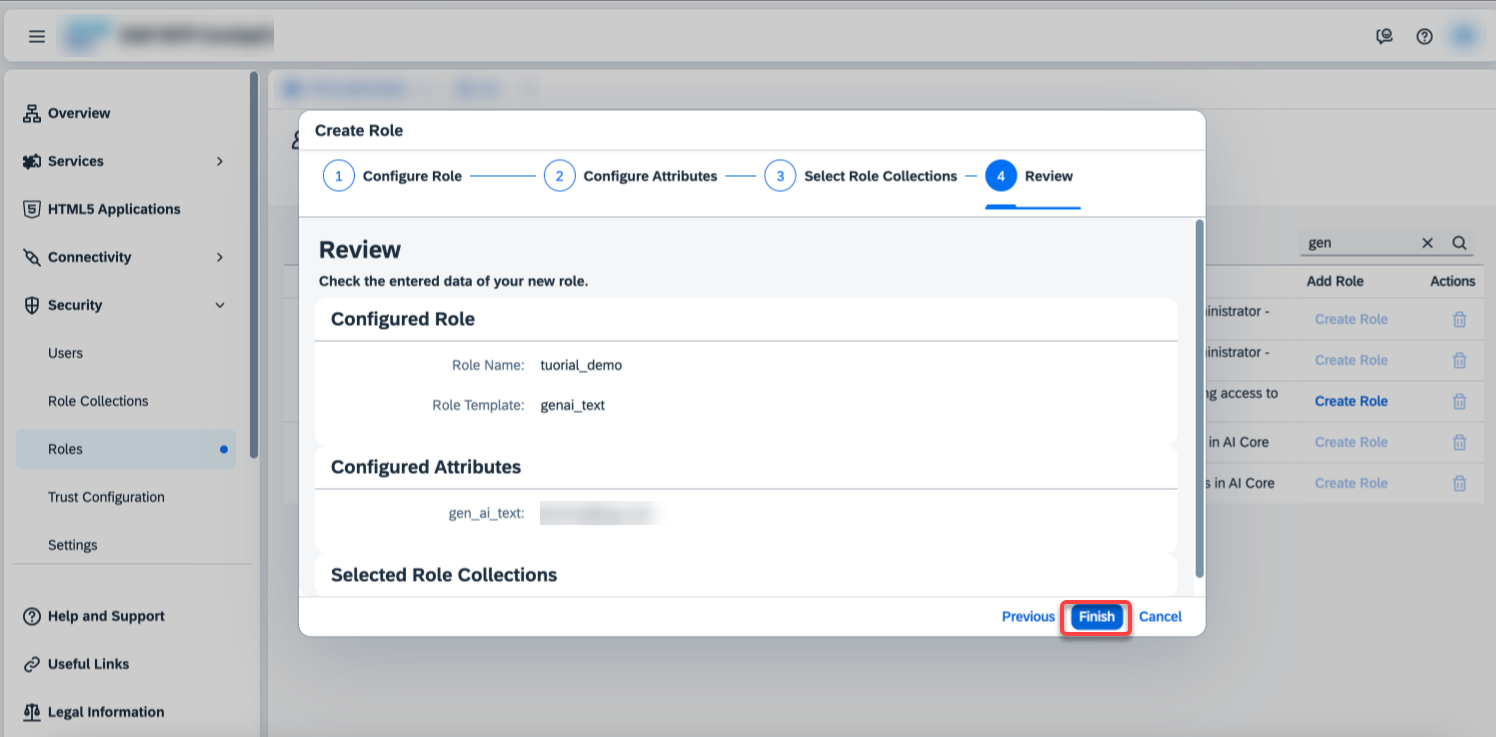 Overview
Services
HTML5 Applications
Connectivity
Security
Users
Role Collections
Roles
Trust Configuration
Settings
Help and Support
Useful Links
Legal Information
Create Role
1 Configure Role
2 Configure Attributes
3 Select Role Collections
4 Review
Review
Check the entered data of your new role.
Configured Role
Role Name: tuorial_demo
Role Template: genai_text
Configured Attributes
gen_ai_text:
Selected Role Collections
Previous Finish Cancel
gen
Add Role Actions
inistrator - Create Role
inistrator - Create Role
access to Create Role
in AI Core Create Role
s in AI Core Create Role